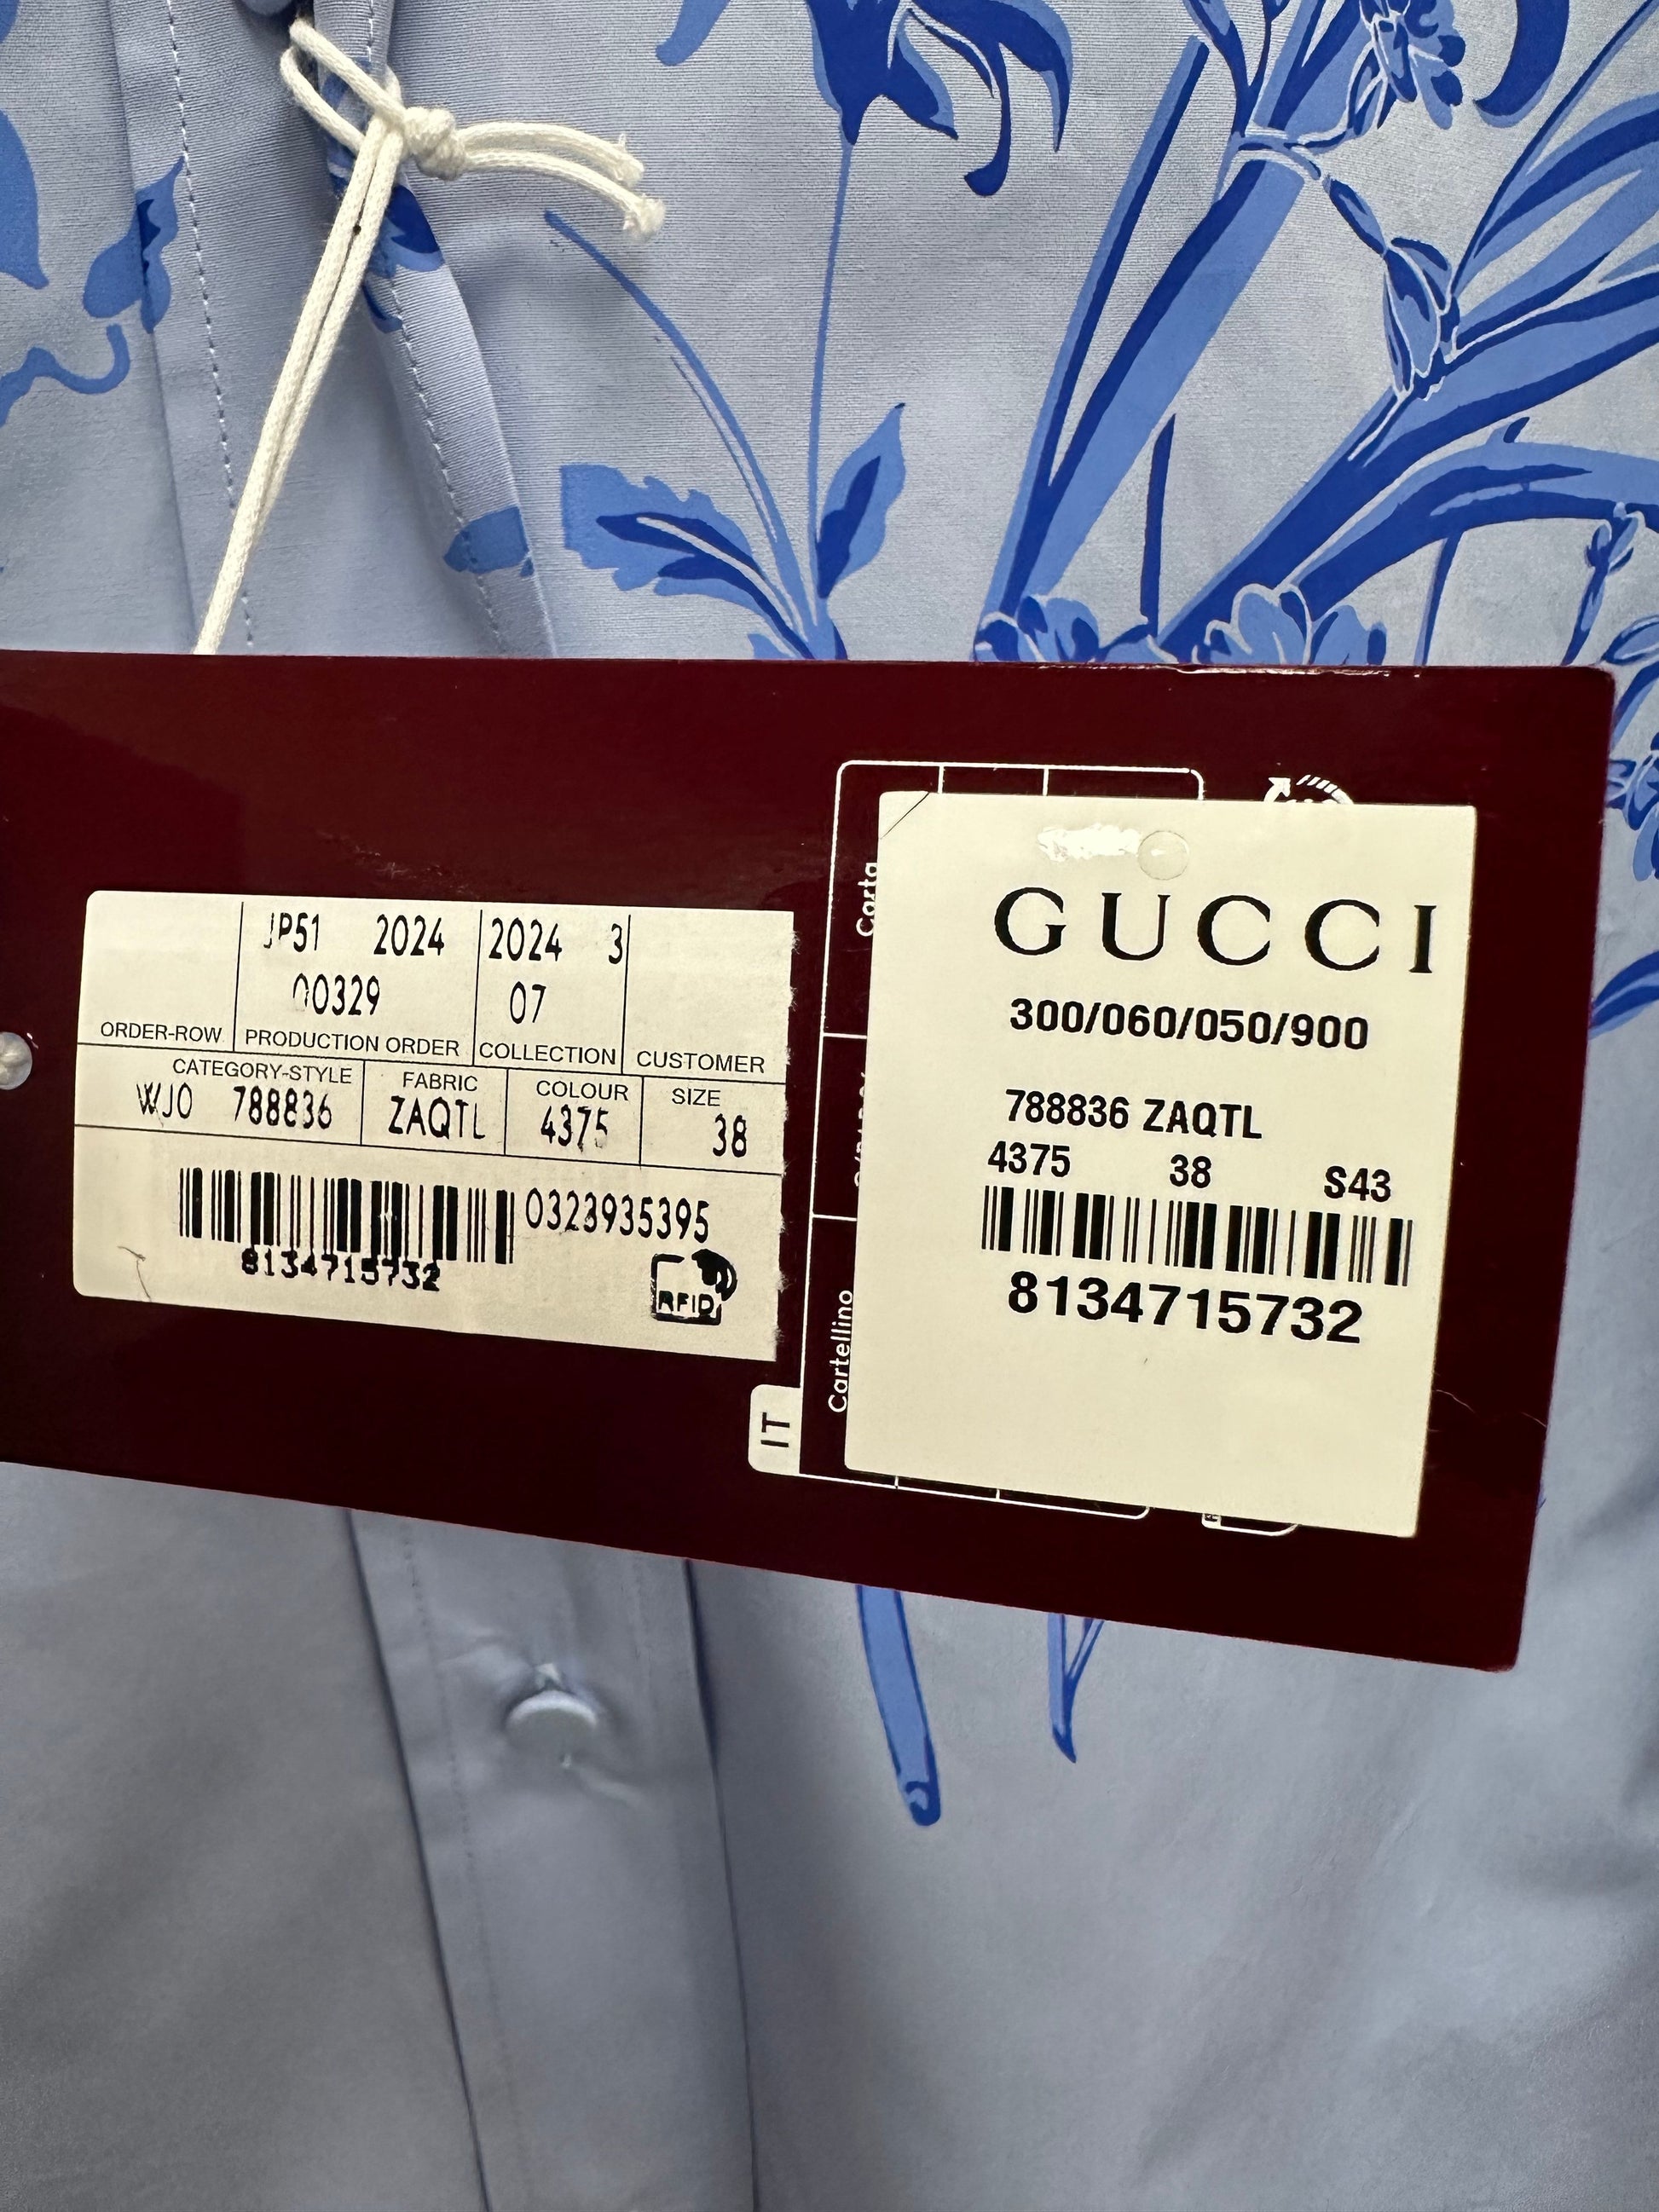 JP51 2024
00329
2024 3
07
ORDER-ROW
PRODUCTION ORDER
COLLECTION
CUSTOMER
CATEGORY-STYLE
FABRIC
COLOUR
SIZE
WJO 788836
ZAQTL
4375
38
0323935395
8134715732
RFID
Carta
Cartellino
IT
GUCCI
300/060/050/900
788836 ZAQTL
4375 38 S43
8134715732